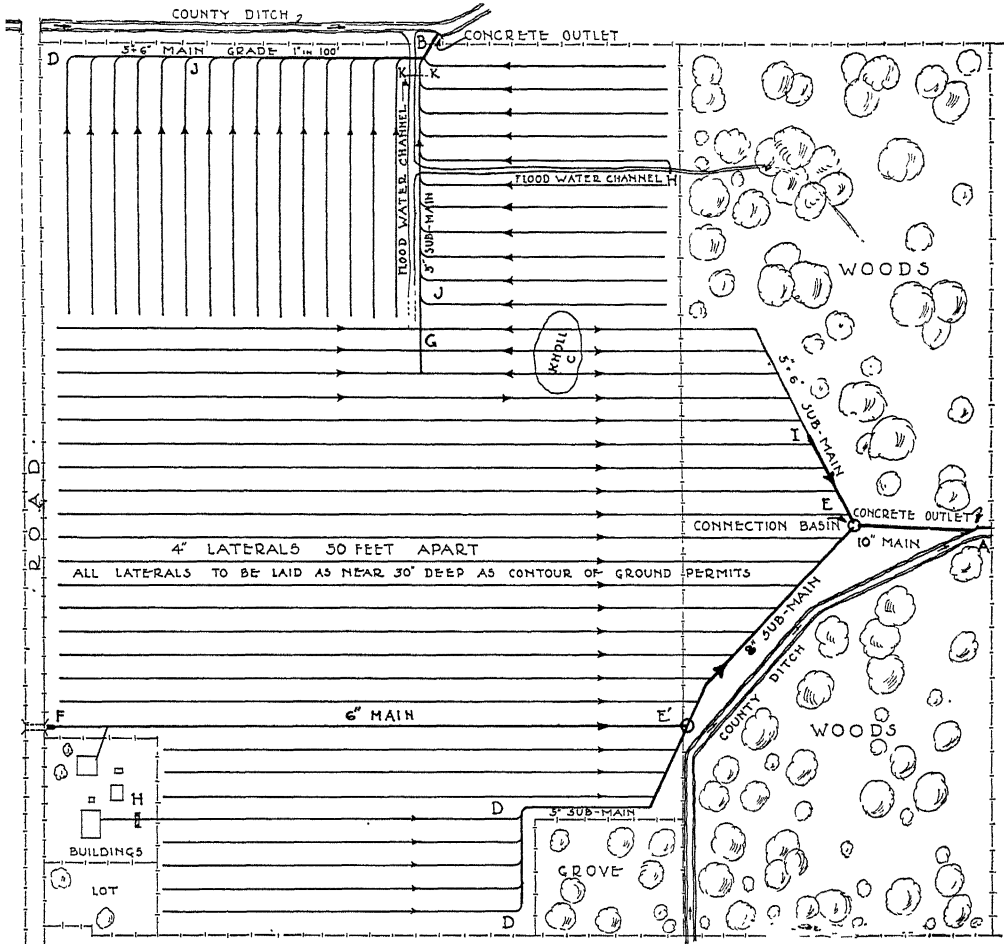 COUNTY DITCH
B
CONCRETE OUTLET
D
5"+6" MAIN GRADE 1" IN 100'
J
K K
FLOOD WATER CHANNEL
FLOOD WATER CHANNEL H
5" SUB-MAIN
WOODS
J
G
KNOLL
C
5"+6" SUB-MAIN
I
ROAD.
E
CONCRETE OUTLET
CONNECTION BASIN
10" MAIN
A
4" LATERALS 50 FEET APART
ALL LATERALS TO BE LAID AS NEAR 30" DEEP AS CONTOUR OF GROUND PERMITS
8" SUB-MAIN
COUNTY DITCH
F
6" MAIN
E'
WOODS
H
D
5" SUB-MAIN
BUILDINGS
GROVE
LOT
D